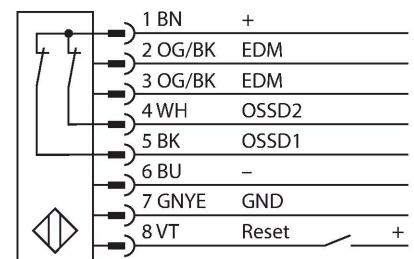 1 BN +
2 OG/BK EDM
3 OG/BK EDM
4 WH OSSD2
5 BK OSSD1
6 BU –
7 GNYE GND
8 VT Reset +